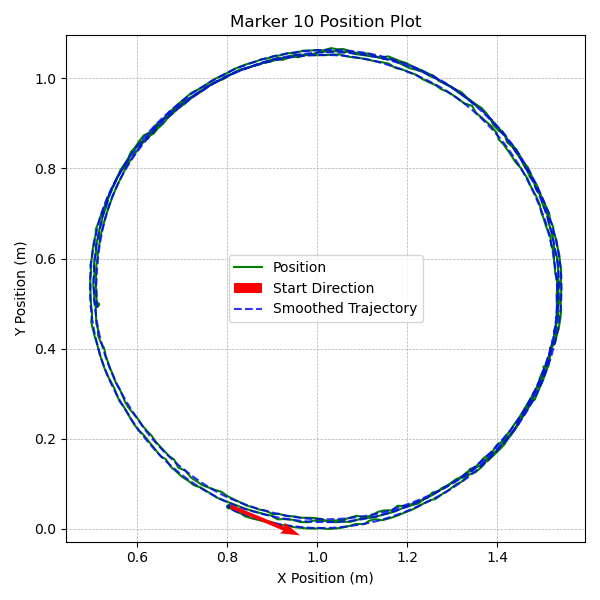 Marker 10 Position Plot
Y Position (m)
1.0
0.8
0.6
0.4
0.2
0.0
Position
Start Direction
Smoothed Trajectory
0.6
0.8
1.0
1.2
1.4
X Position (m)